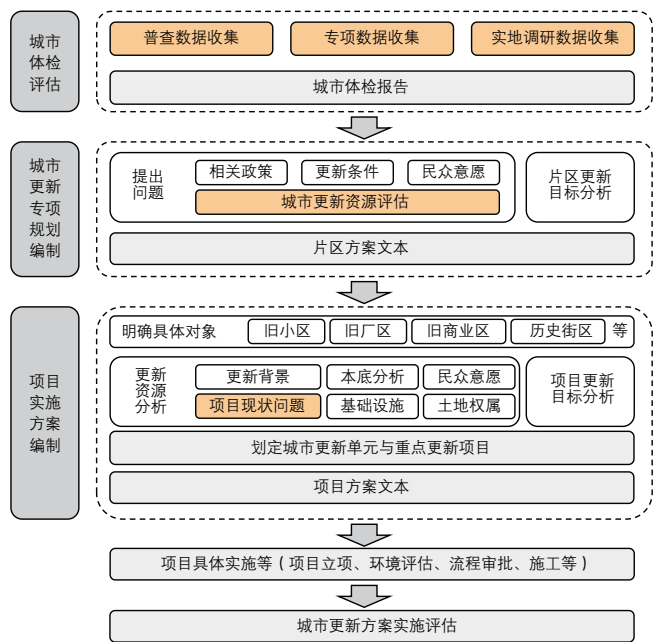 城市
体检
评估
普查数据收集
专项数据收集
实地调研数据收集
城市体检报告
城市
更新
专项
规划
编制
提出
问题
相关政策
更新条件
民众意愿
城市更新资源评估
片区更新
目标分析
片区方案文本
项目
实施
方案
编制
明确具体对象
旧小区
旧厂区
旧商业区
历史街区
等
更新
资源
分析
更新背景
本底分析
民众意愿
项目现状问题
基础设施
土地权属
项目更新
目标分析
划定城市更新单元与重点更新项目
项目方案文本
项目具体实施等（项目立项、环境评估、流程审批、施工等）
城市更新方案实施评估